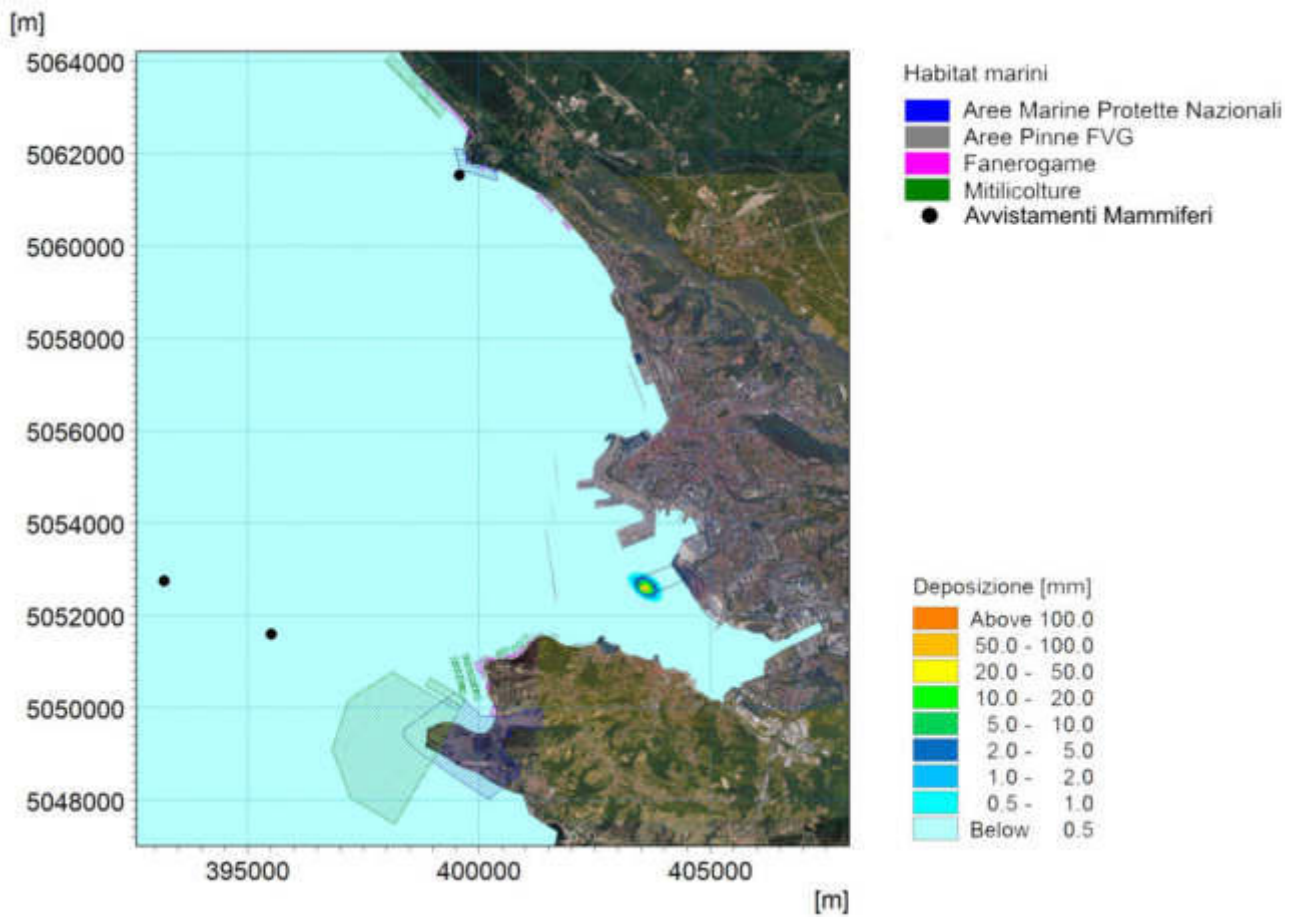 [m]
5064000
5062000
5060000
5058000
5056000
5054000
5052000
5050000
5048000
395000
400000
405000
[m]
Habitat marini
Aree Marine Protette Nazionali
Aree Pinne FVG
Fanerogame
Mitilicolture
Avvistamenti Mammiferi
Deposizione [mm]
Above 100.0
50.0 - 100.0
20.0 - 50.0
10.0 - 20.0
5.0 - 10.0
2.0 - 5.0
1.0 - 2.0
0.5 - 1.0
Below 0.5